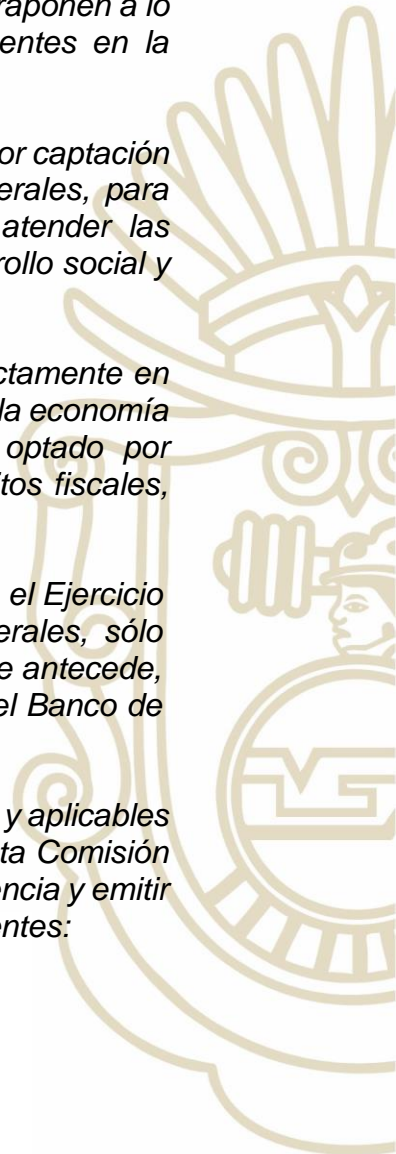 raponen a lo
entes en la
or captación
erales, para
atender las
rollo social y
ctamente en
la economía
optado por
ltos fiscales,
el Ejercicio
erales, sólo
e antecede,
el Banco de
y aplicables
ta Comisión
encia y emitir
entes: